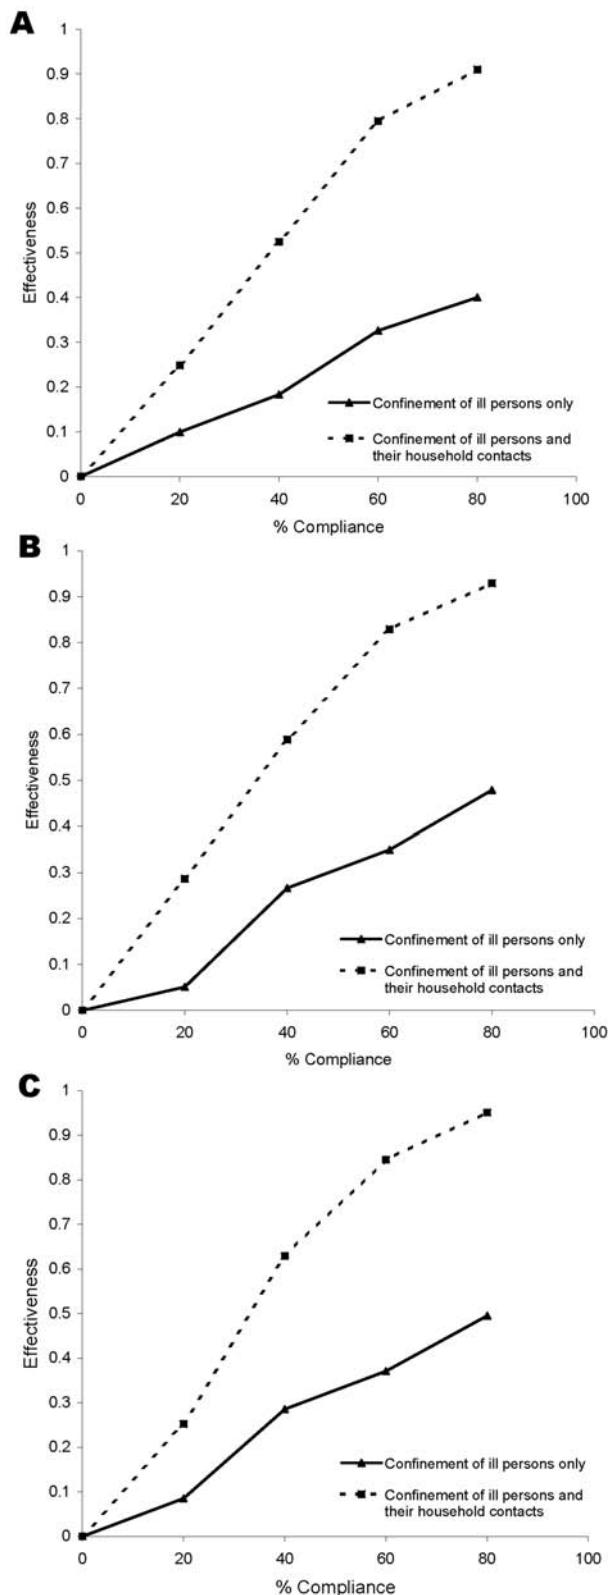 A
1
0.9
0.8
0.7
0.6
0.5
0.4
0.3
0.2
0.1
0
Effectiveness
Confinement of ill persons only
Confinement of ill persons and
their household contacts
0 20 40 60 80 100
% Compliance
B
1
0.9
0.8
0.7
0.6
0.5
0.4
0.3
0.2
0.1
0
Effectiveness
Confinement of ill persons only
Confinement of ill persons and
their household contacts
0 20 40 60 80 100
% Compliance
C
1
0.9
0.8
0.7
0.6
0.5
0.4
0.3
0.2
0.1
0
Effectiveness
Confinement of ill persons only
Confinement of ill persons and
their household contacts
0 20 40 60 80 100
% Compliance